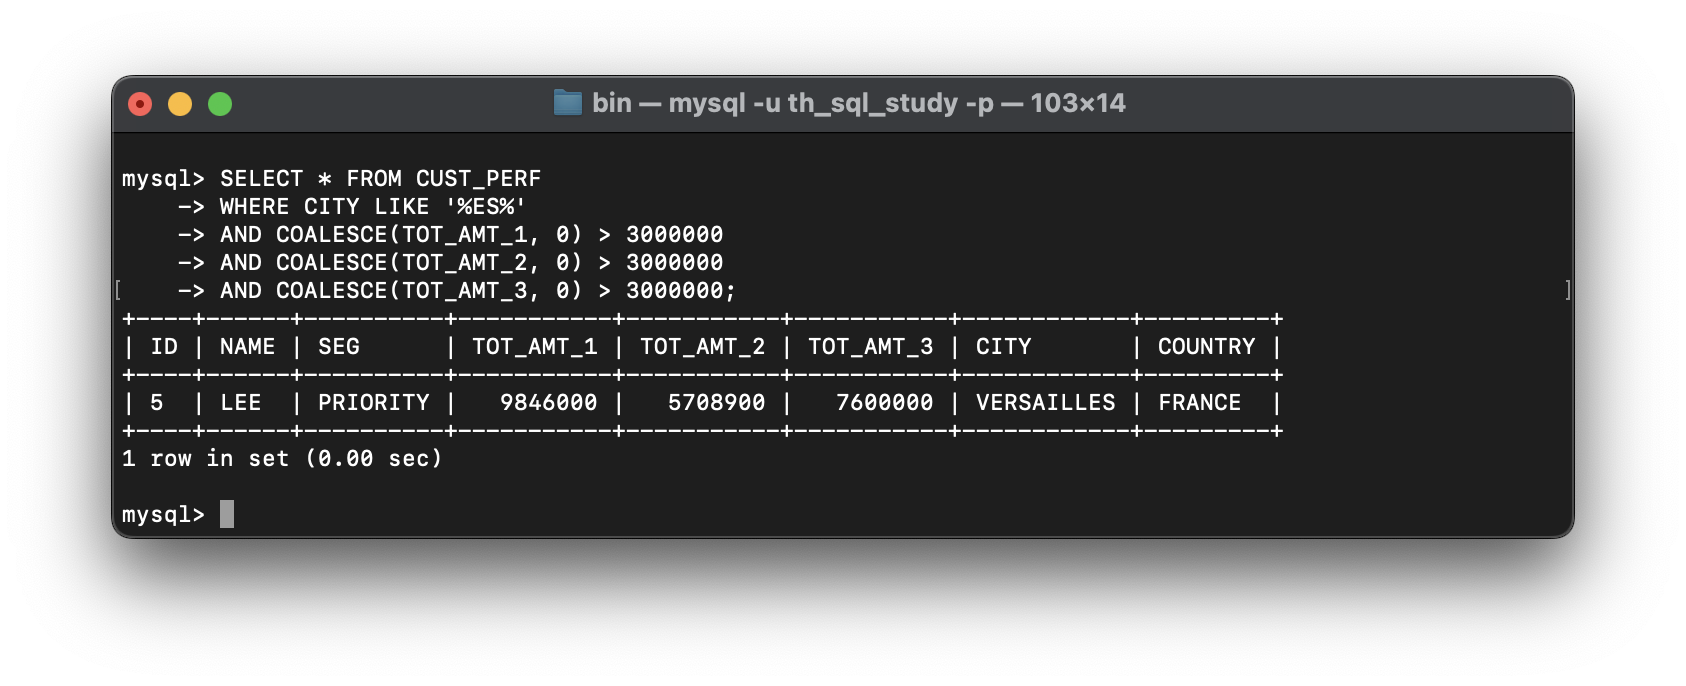 bin — mysql -u th_sql_study -p — 103×14
mysql> SELECT * FROM CUST_PERF
    -> WHERE CITY LIKE '%ES%'
    -> AND COALESCE(TOT_AMT_1, 0) > 3000000
    -> AND COALESCE(TOT_AMT_2, 0) > 3000000
[    -> AND COALESCE(TOT_AMT_3, 0) > 3000000; ]
+----+------+----------+-----------+-----------+-----------+------------+---------+
| ID | NAME | SEG      | TOT_AMT_1 | TOT_AMT_2 | TOT_AMT_3 | CITY       | COUNTRY |
+----+------+----------+-----------+-----------+-----------+------------+---------+
| 5  | LEE  | PRIORITY |   9846000 |   5708900 |   7600000 | VERSAILLES | FRANCE  |
+----+------+----------+-----------+-----------+-----------+------------+---------+
1 row in set (0.00 sec)
mysql>